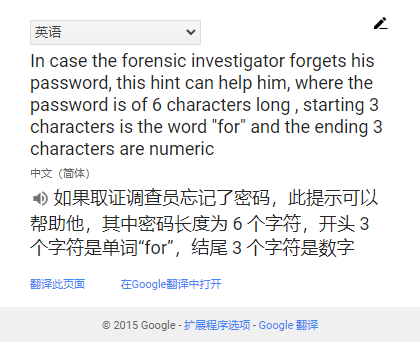 英语
In case the forensic investigator forgets his
password, this hint can help him, where the
password is of 6 characters long , starting 3
characters is the word "for" and the ending 3
characters are numeric
中文（简体）
如果取证调查员忘记了密码，此提示可以
帮助他，其中密码长度为 6 个字符，开头 3
个字符是单词“for”，结尾 3 个字符是数字
翻译此页面 在Google翻译中打开
© 2015 Google - 扩展程序选项 - Google 翻译